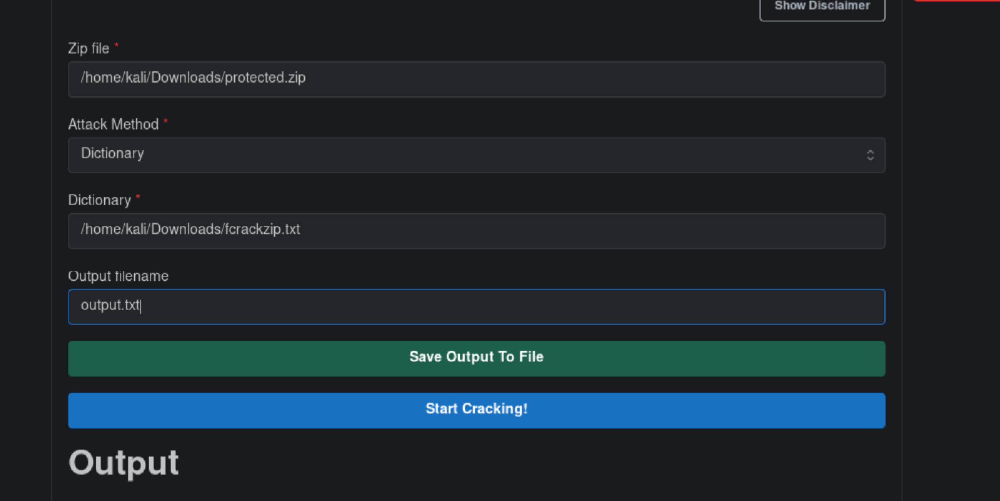 Show Disclaimer
Zip file *
/home/kali/Downloads/protected.zip
Attack Method *
Dictionary
Dictionary *
/home/kali/Downloads/fcrackzip.txt
Output filename
output.txt
Save Output To File
Start Cracking!
Output